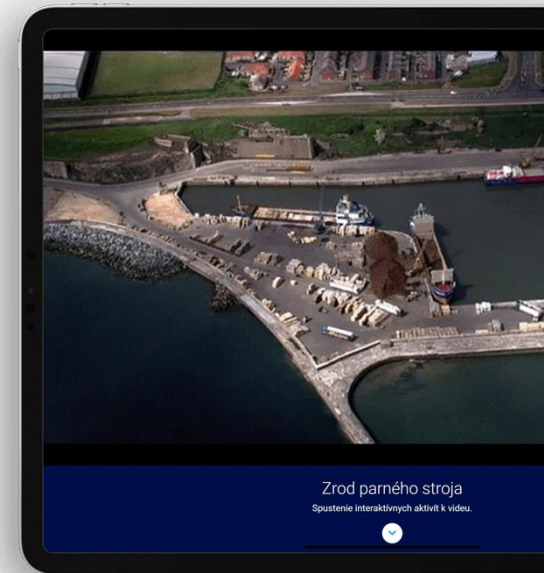 Zrod parného stroja
Spustenie interaktívnych aktivít k videu.